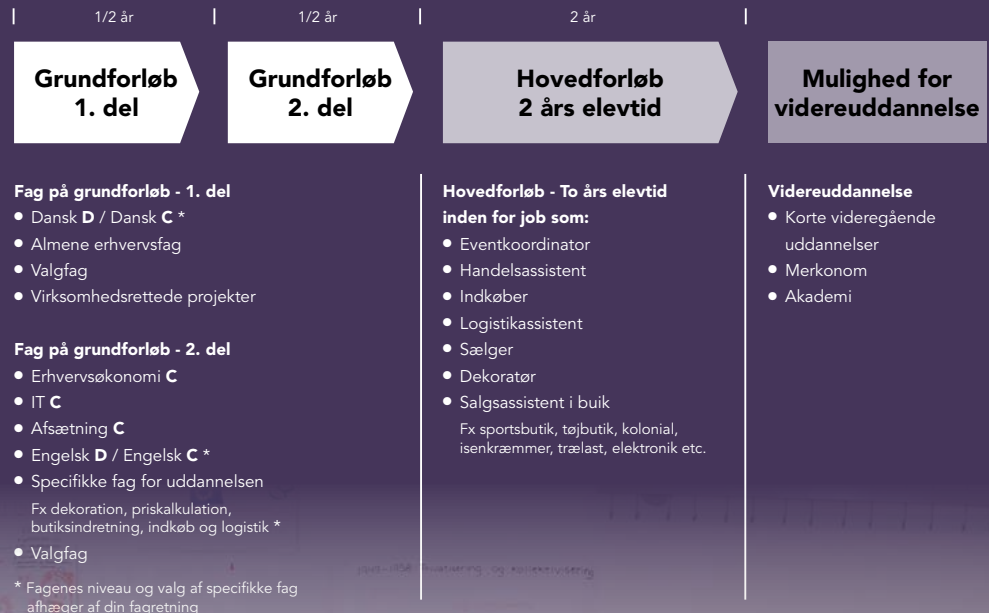 1/2 år
1/2 år
2 år
Grundforløb
1. del
Grundforløb
2. del
Hovedforløb
2 års elevtid
Mulighed for
videreuddannelse
Fag på grundforløb - 1. del
• Dansk D / Dansk C *
• Almene erhvervsfag
• Valgfag
• Virksomhedsrettede projekter
Fag på grundforløb - 2. del
• Erhvervsøkonomi C
• IT C
• Afsætning C
• Engelsk D / Engelsk C *
• Specifikke fag for uddannelsen
Fx dekoration, priskalkulation,
butiksindretning, indkøb og logistik *
• Valgfag
* Fagenes niveau og valg af specifikke fag
afhæger af din fagretning
Hovedforløb - To års elevtid
inden for job som:
• Eventkoordinator
• Handelsassistent
• Indkøber
• Logistikassistent
• Sælger
• Dekoratør
• Salgsassistent i buik
Fx sportsbutik, tøjbutik, kolonial,
isenkræmmer, trælast, elektronik etc.
Videreuddannelse
• Korte videregående
uddannelser
• Merkonom
• Akademi